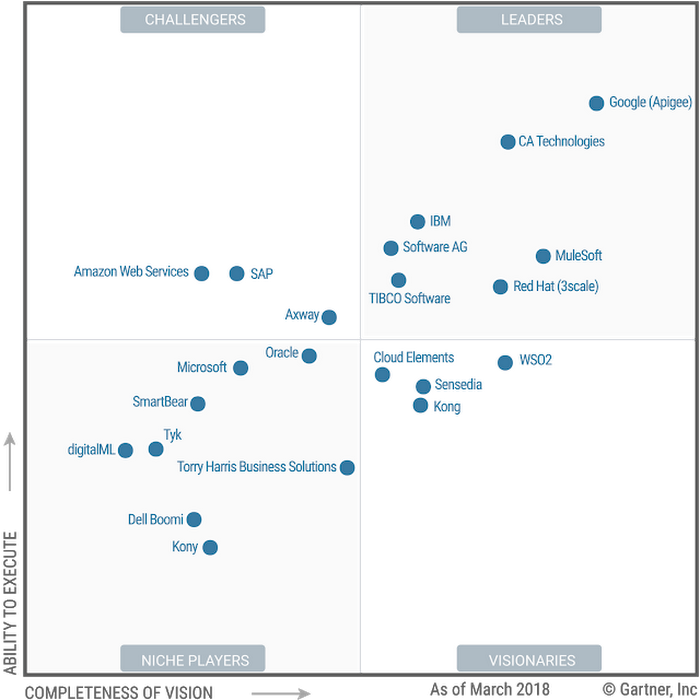 CHALLENGERS
LEADERS
Google (Apigee)
CA Technologies
IBM
Software AG
MuleSoft
Amazon Web Services
SAP
TIBCO Software
Red Hat (3scale)
Axway
Oracle
Microsoft
Cloud Elements
WSO2
Sensedia
SmartBear
Kong
Tyk
digitalML
Torry Harris Business Solutions
Dell Boomi
Kony
ABILITY TO EXECUTE
NICHE PLAYERS
VISIONARIES
COMPLETENESS OF VISION
As of March 2018
© Gartner, Inc